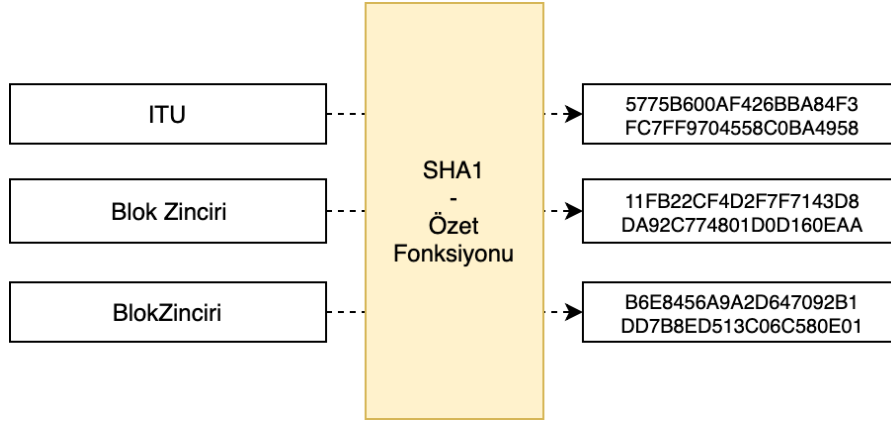 ITU
5775B600AF426BBA84F3
FC7FF9704558C0BA4958
SHA1
-
Özet
Fonksiyonu
Blok Zinciri
11FB22CF4D2F7F7143D8
DA92C774801D0D160EAA
BlokZinciri
B6E8456A9A2D647092B1
DD7B8ED513C06C580E01